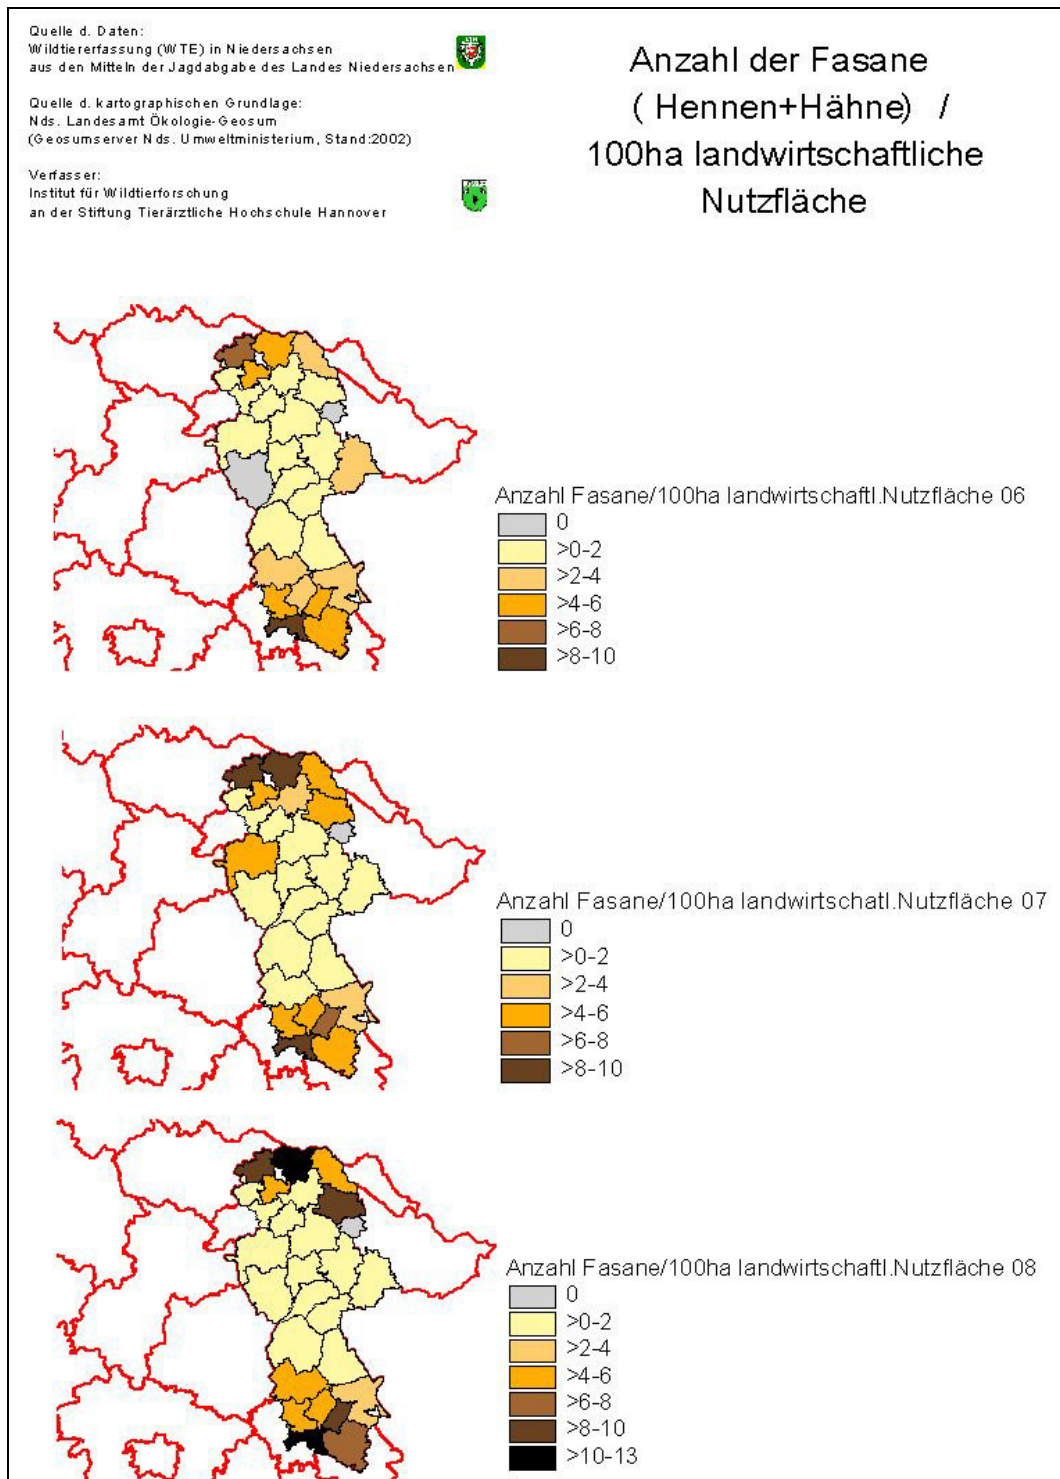 Quelle d. Daten:
Wildtiererfassung (WTE) in Niedersachsen
aus den Mitteln der Jagdabgabe des Landes Niedersachsen
Quelle d. kartographischen Grundlage:
Nds. Landesamt Ökologie-Geosum
(Geosumserver Nds. Umweltministerium, Stand:2002)
Verfasser:
Institut für Wildtierforschung
an der Stiftung Tierärztliche Hochschule Hannover
Anzahl der Fasane
( Hennen+Hähne) /
100ha landwirtschaftliche
Nutzfläche
Anzahl Fasane/100ha landwirtschaftl.Nutzfläche 06
0
>0-2
>2-4
>4-6
>6-8
>8-10
Anzahl Fasane/100ha landwirtschatl.Nutzfläche 07
0
>0-2
>2-4
>4-6
>6-8
>8-10
Anzahl Fasane/100ha landwirtschaftl.Nutzfläche 08
0
>0-2
>2-4
>4-6
>6-8
>8-10
>10-13